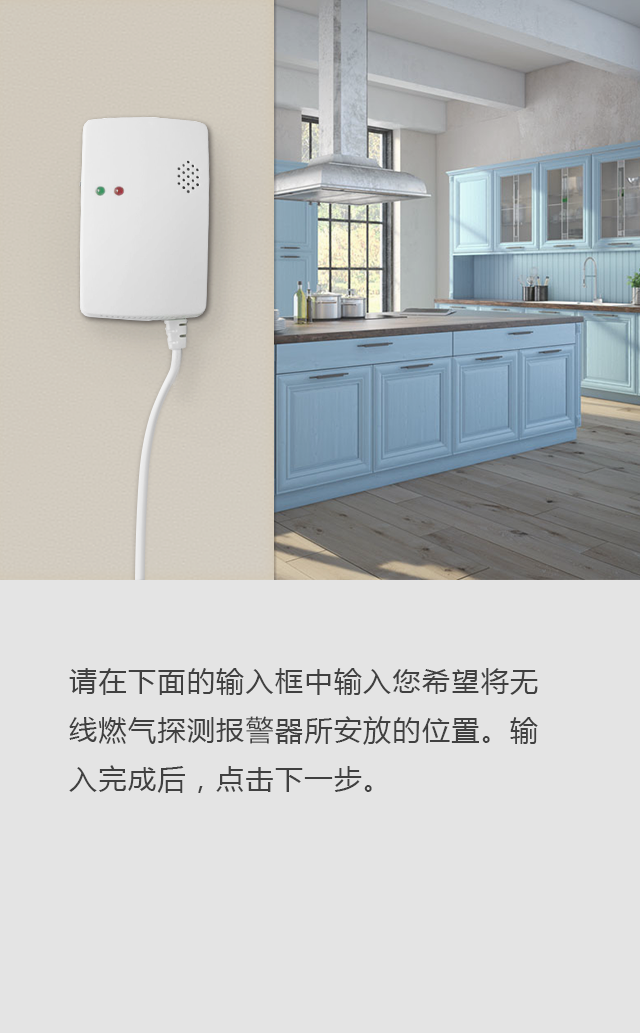 请在下面的输入框中输入您希望将无
线燃气探测报警器所安放的位置。输
入完成后，点击下一步。